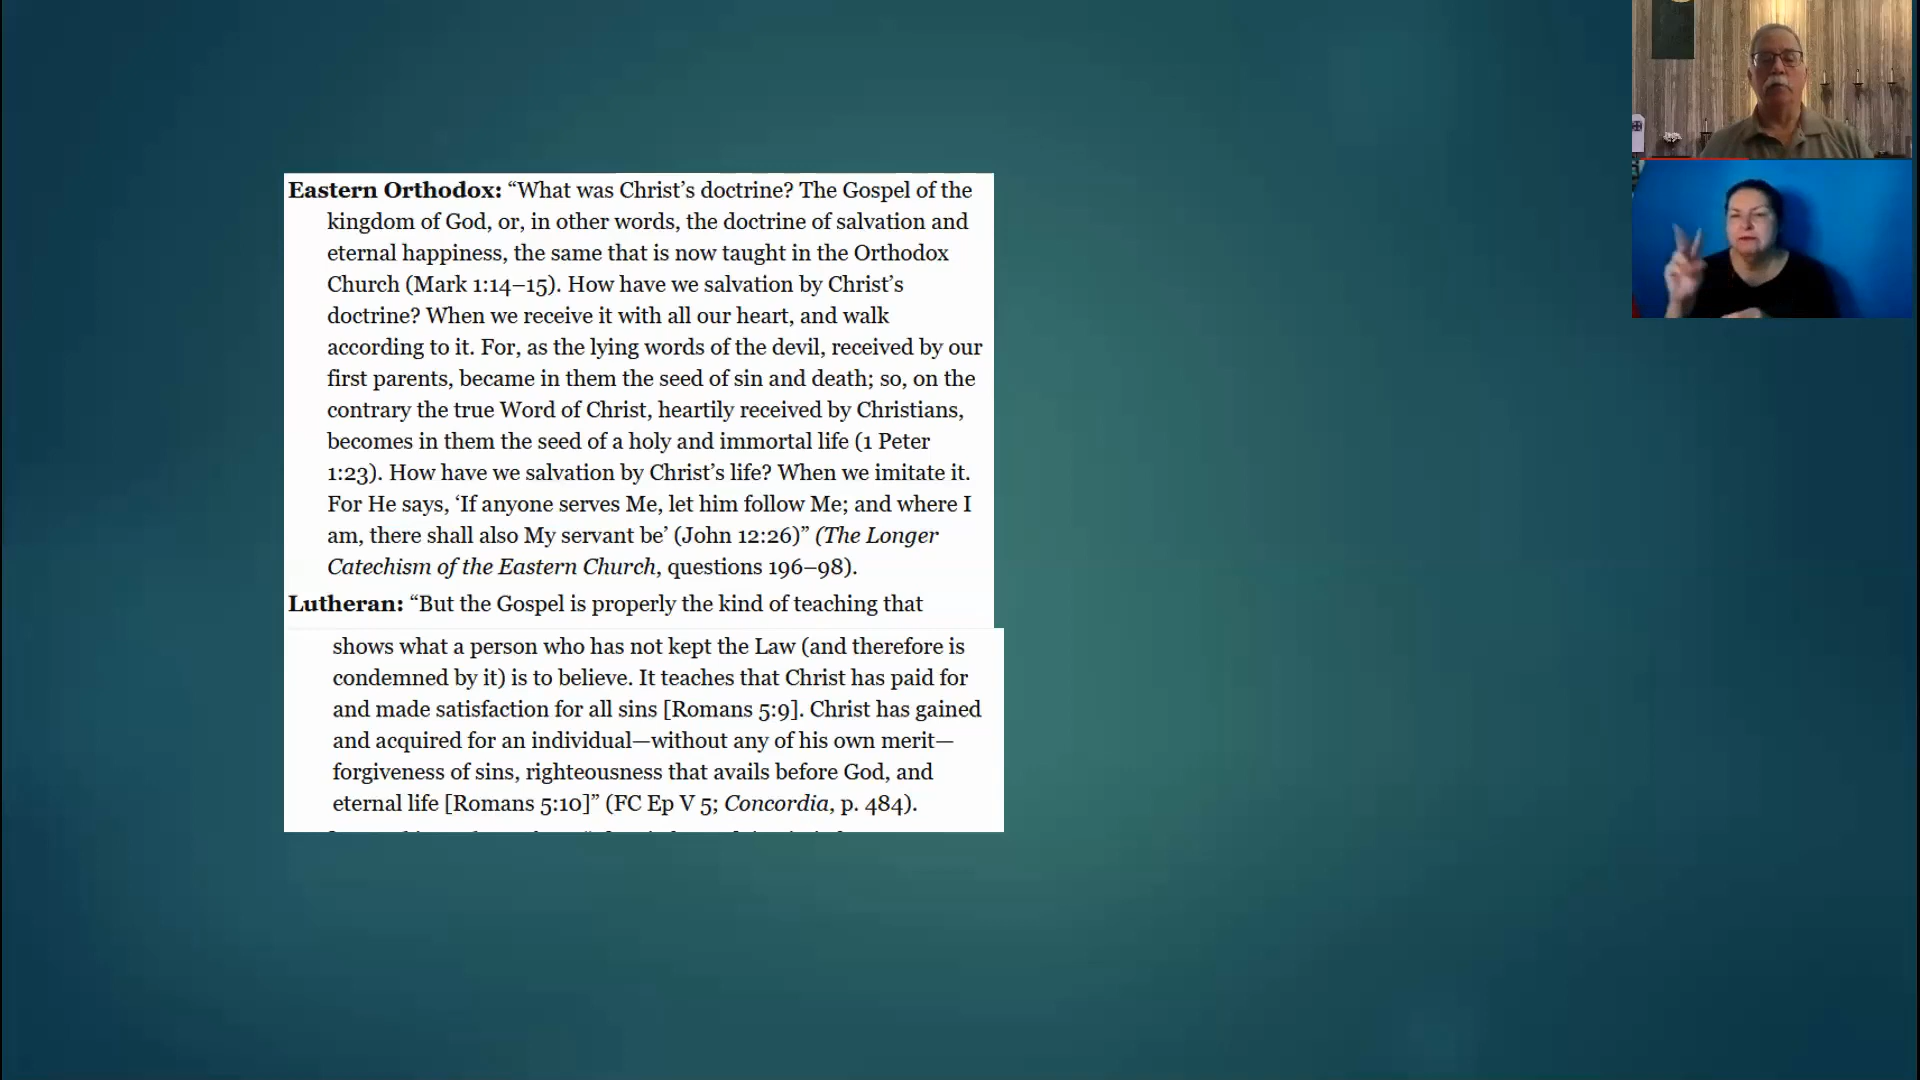 Eastern Orthodox: “What was Christ’s doctrine? The Gospel of the
kingdom of God, or, in other words, the doctrine of salvation and
eternal happiness, the same that is now taught in the Orthodox
Church (Mark 1:14–15). How have we salvation by Christ’s
doctrine? When we receive it with all our heart, and walk
according to it. For, as the lying words of the devil, received by our
first parents, became in them the seed of sin and death; so, on the
contrary the true Word of Christ, heartily received by Christians,
becomes in them the seed of a holy and immortal life (1 Peter
1:23). How have we salvation by Christ’s life? When we imitate it.
For He says, ‘If anyone serves Me, let him follow Me; and where I
am, there shall also My servant be’ (John 12:26)” (The Longer
Catechism of the Eastern Church, questions 196–98).
Lutheran: “But the Gospel is properly the kind of teaching that
shows what a person who has not kept the Law (and therefore is
condemned by it) is to believe. It teaches that Christ has paid for
and made satisfaction for all sins [Romans 5:9]. Christ has gained
and acquired for an individual—without any of his own merit—
forgiveness of sins, righteousness that avails before God, and
eternal life [Romans 5:10]” (FC Ep V 5; Concordia, p. 484).